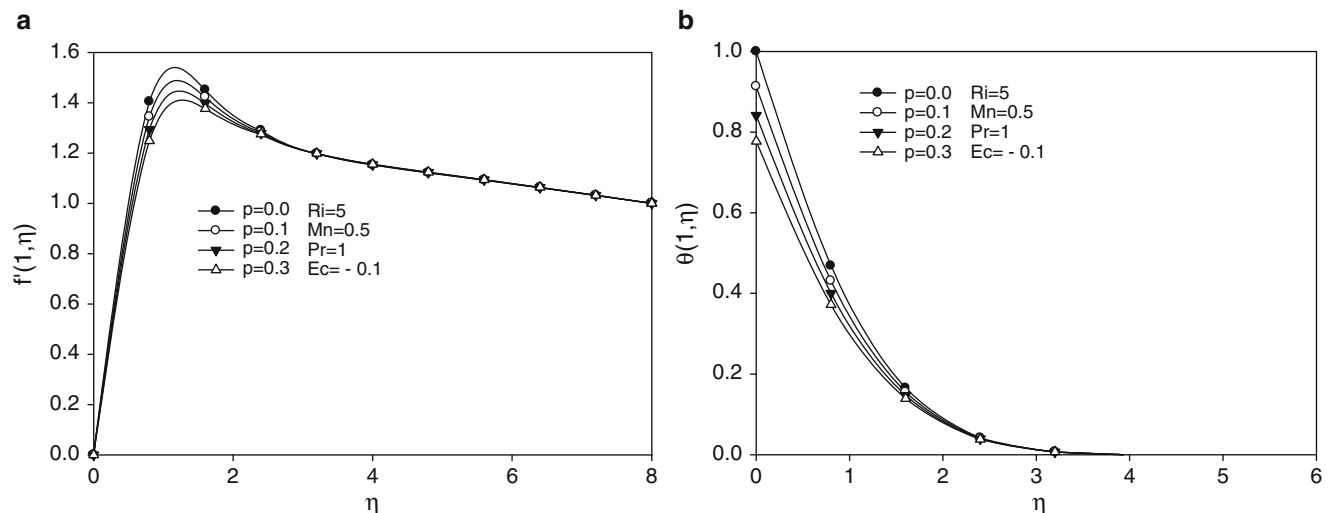 a
1.6
1.4
1.2
1.0
0.8
0.6
0.4
0.2
0.0
f'(1,η)
p=0.0 Ri=5
p=0.1 Mn=0.5
p=0.2 Pr=1
p=0.3 Ec= - 0.1
0 2 4 6 8
η
b
1.0
0.8
0.6
0.4
0.2
0.0
θ(1,η)
p=0.0 Ri=5
p=0.1 Mn=0.5
p=0.2 Pr=1
p=0.3 Ec= - 0.1
0 1 2 3 4 5 6
η